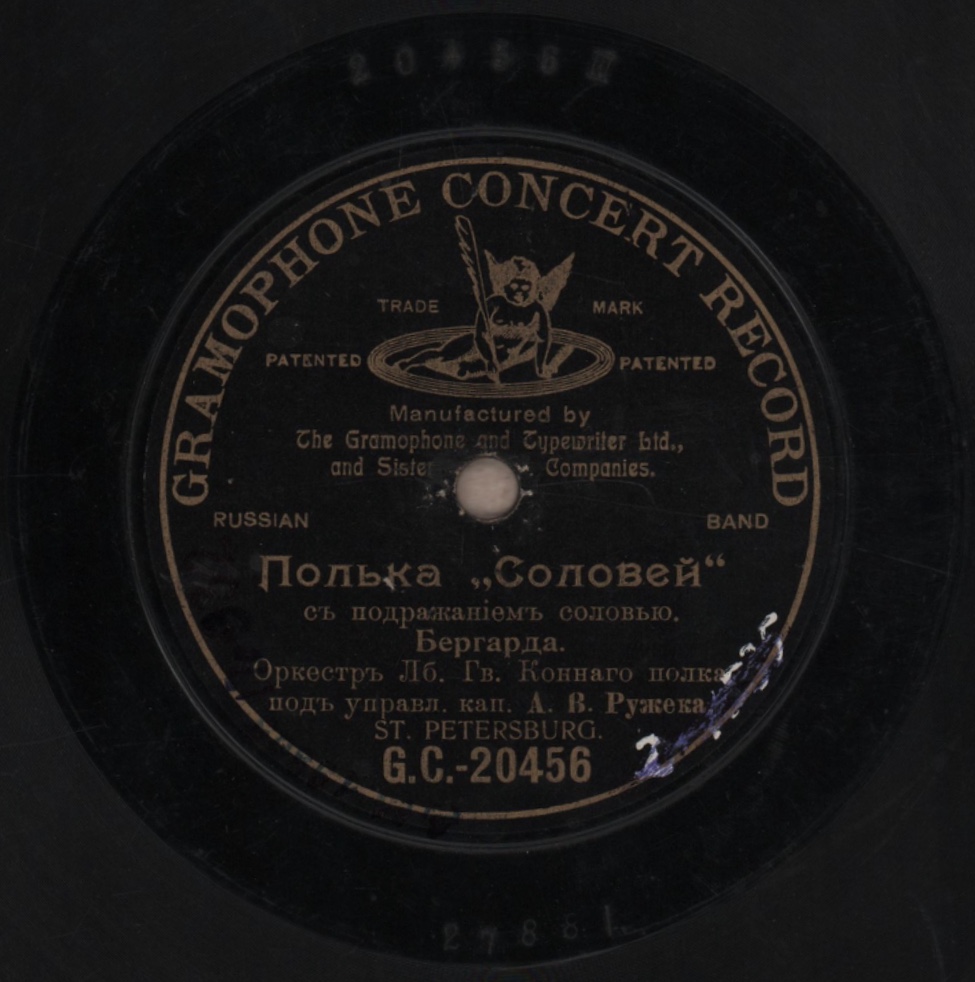 20456
GRAMOPHONE CONCERT RECORD
TRADE MARK
PATENTED PATENTED
Manufactured by
The Gramophone and Typewriter Ltd.,
and Sister Companies.
RUSSIAN BAND
Полька „Соловей“
съ подражаніемъ соловью.
Бергарда.
Оркестръ Лб. Гв. Коннаго полка
подъ управл. кап. А. В. Ружека
ST. PETERSBURG.
G.C.-20456